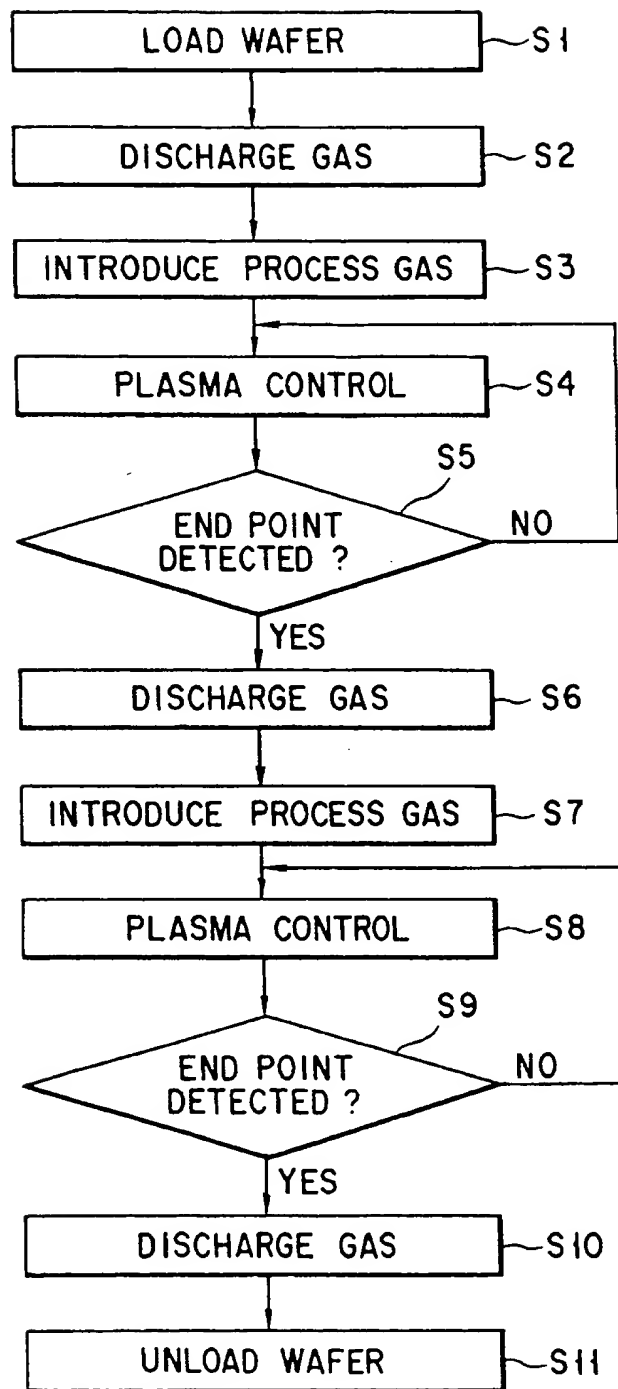 LOAD WAFER S1
DISCHARGE GAS S2
INTRODUCE PROCESS GAS S3
PLASMA CONTROL S4
S5
END POINT
DETECTED ?
NO
YES
DISCHARGE GAS S6
INTRODUCE PROCESS GAS S7
PLASMA CONTROL S8
S9
END POINT
DETECTED ?
NO
YES
DISCHARGE GAS S10
UNLOAD WAFER S11